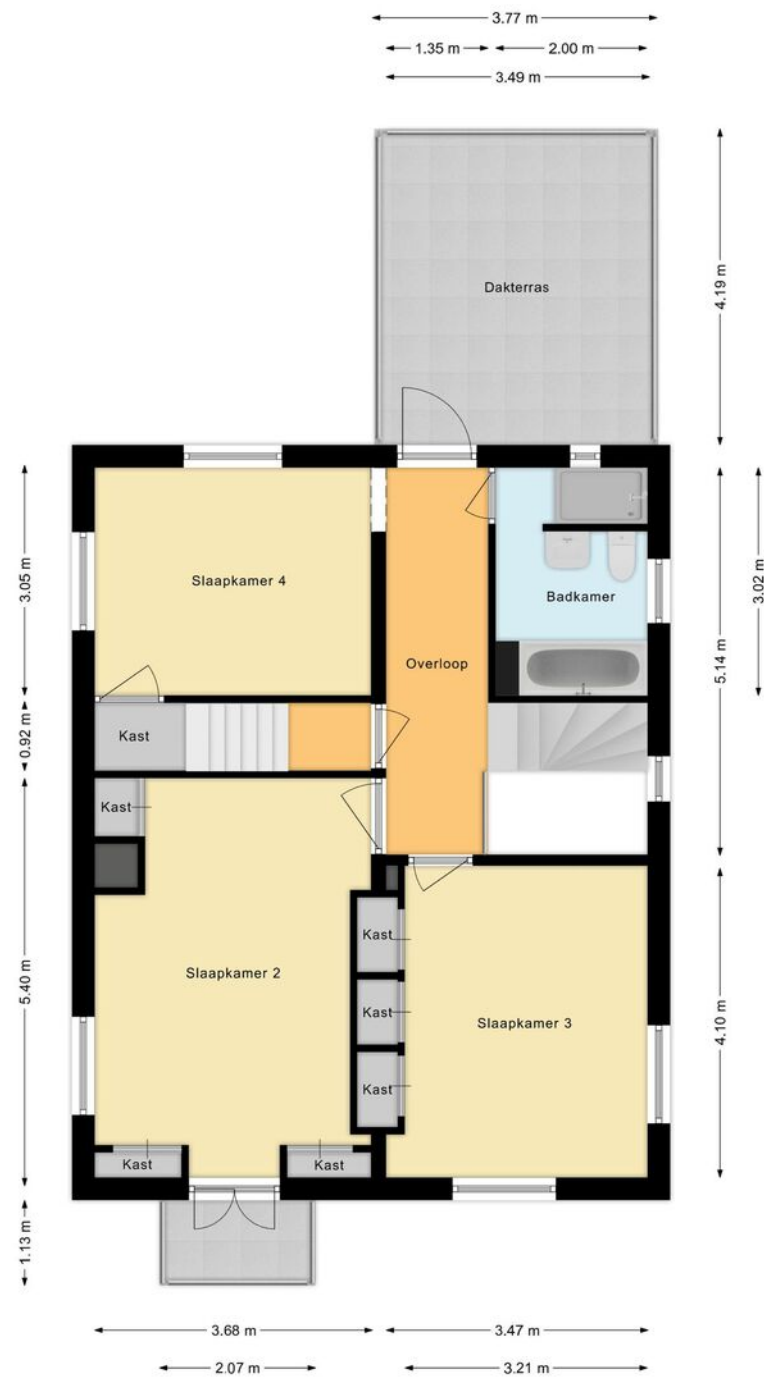 3.77 m
1.35 m
2.00 m
3.49 m
Dakterras
4.19 m
Slaapkamer 4
Badkamer
Overloop
3.05 m
3.02 m
5.14 m
0.92 m
Kast
Kast
Slaapkamer 2
Kast
Kast
Kast
Slaapkamer 3
5.40 m
4.10 m
Kast
Kast
1.13 m
3.68 m
3.47 m
2.07 m
3.21 m